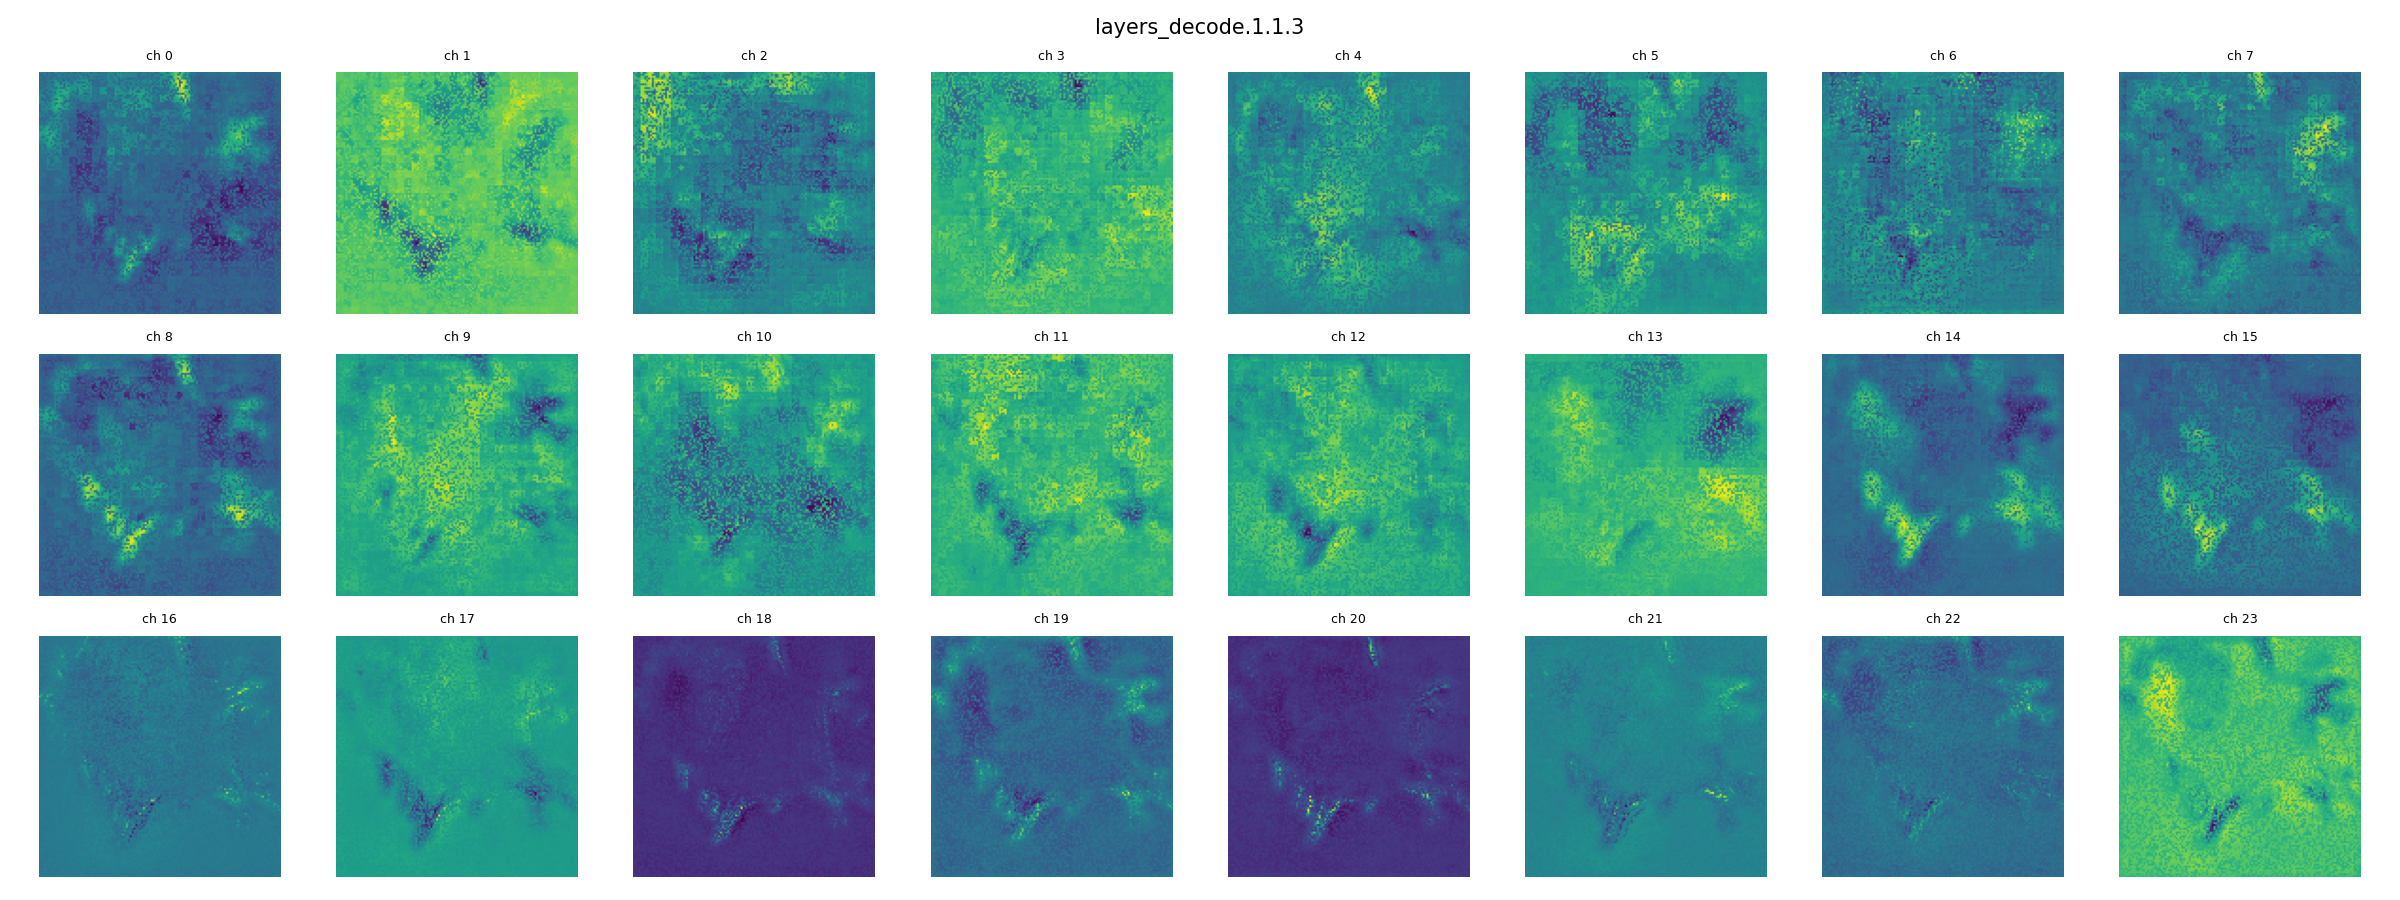 layers_decode.1.1.3
ch 0 ch 1 ch 2 ch 3 ch 4 ch 5 ch 6 ch 7
ch 8 ch 9 ch 10 ch 11 ch 12 ch 13 ch 14 ch 15
ch 16 ch 17 ch 18 ch 19 ch 20 ch 21 ch 22 ch 23